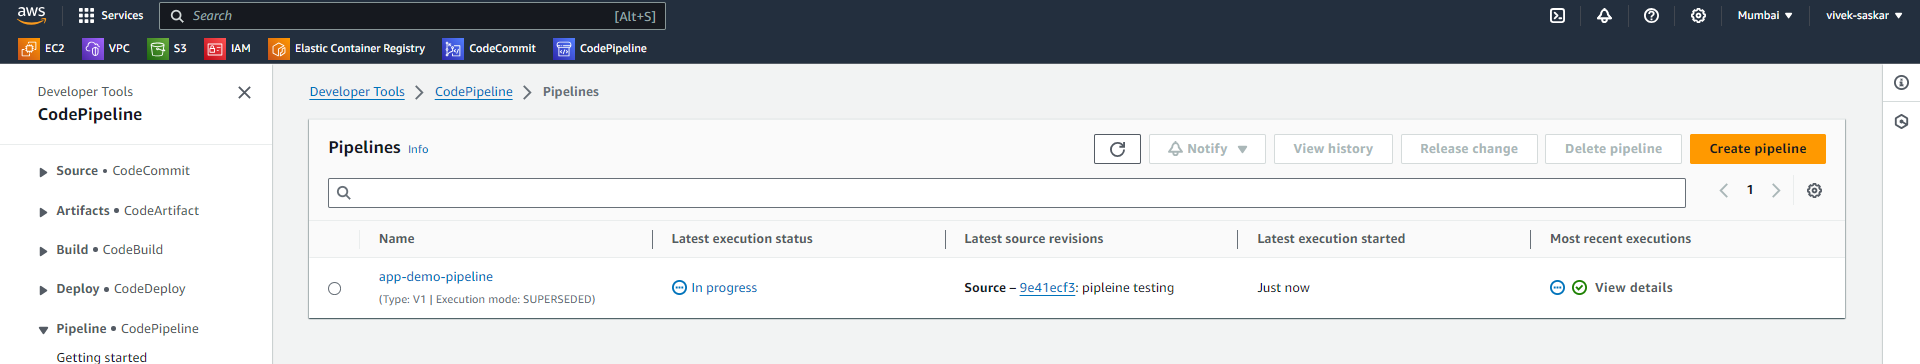 aws Services Search [Alt+S] Mumbai ▼ vivek-saskar ▼
EC2 VPC S3 IAM Elastic Container Registry CodeCommit CodePipeline
Developer Tools
CodePipeline
Source • CodeCommit
Artifacts • CodeArtifact
Build • CodeBuild
Deploy • CodeDeploy
Pipeline • CodePipeline
Getting started
Developer Tools > CodePipeline > Pipelines
Pipelines Info Notify ▼ View history Release change Delete pipeline Create pipeline
< 1 >
Name Latest execution status Latest source revisions Latest execution started Most recent executions
app-demo-pipeline
(Type: V1 | Execution mode: SUPERSEDED)
In progress
Source – 9e41ecf3: pipleine testing
Just now
View details